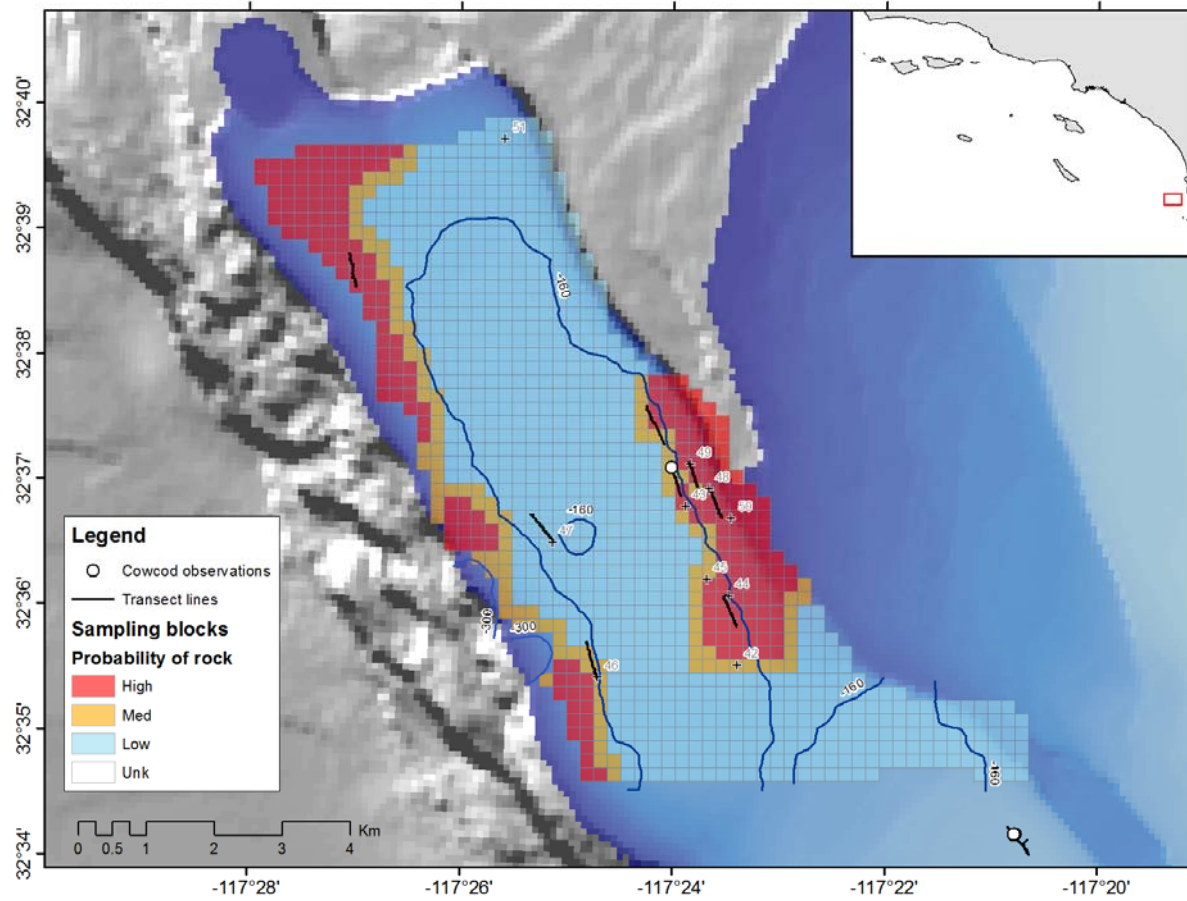 32°40'
32°39'
32°38'
32°37'
32°36'
32°35'
32°34'
51
-160
49
48
43
50
-160
47
45
44
-300
-300
42
46
-160
-160
Legend
Cowcod observations
Transect lines
Sampling blocks
Probability of rock
High
Med
Low
Unk
0 0.5 1 2 3 4 Km
-117°28' -117°26' -117°24' -117°22' -117°20'